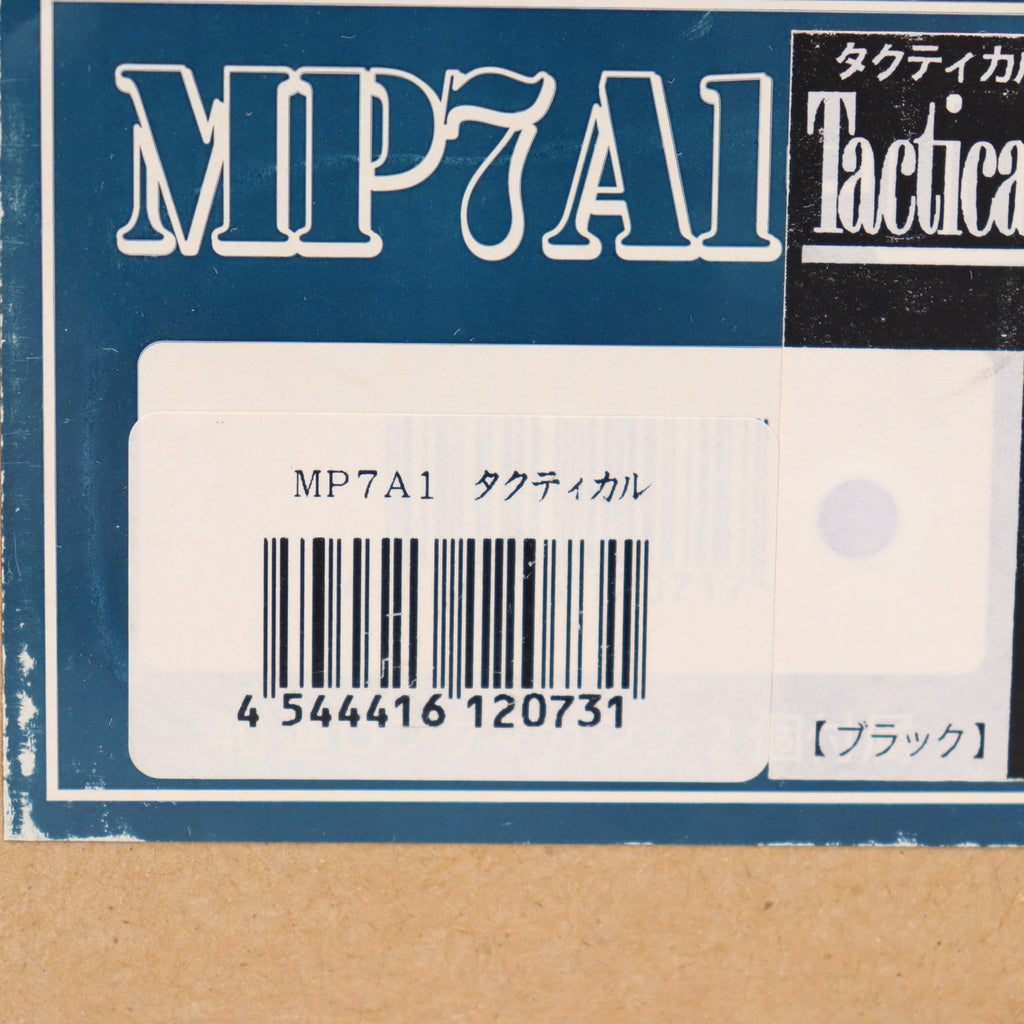 MP7A1
タクティカル
Tactica
MP7A1 タクティカル
4 544416 120731
【ブラック】